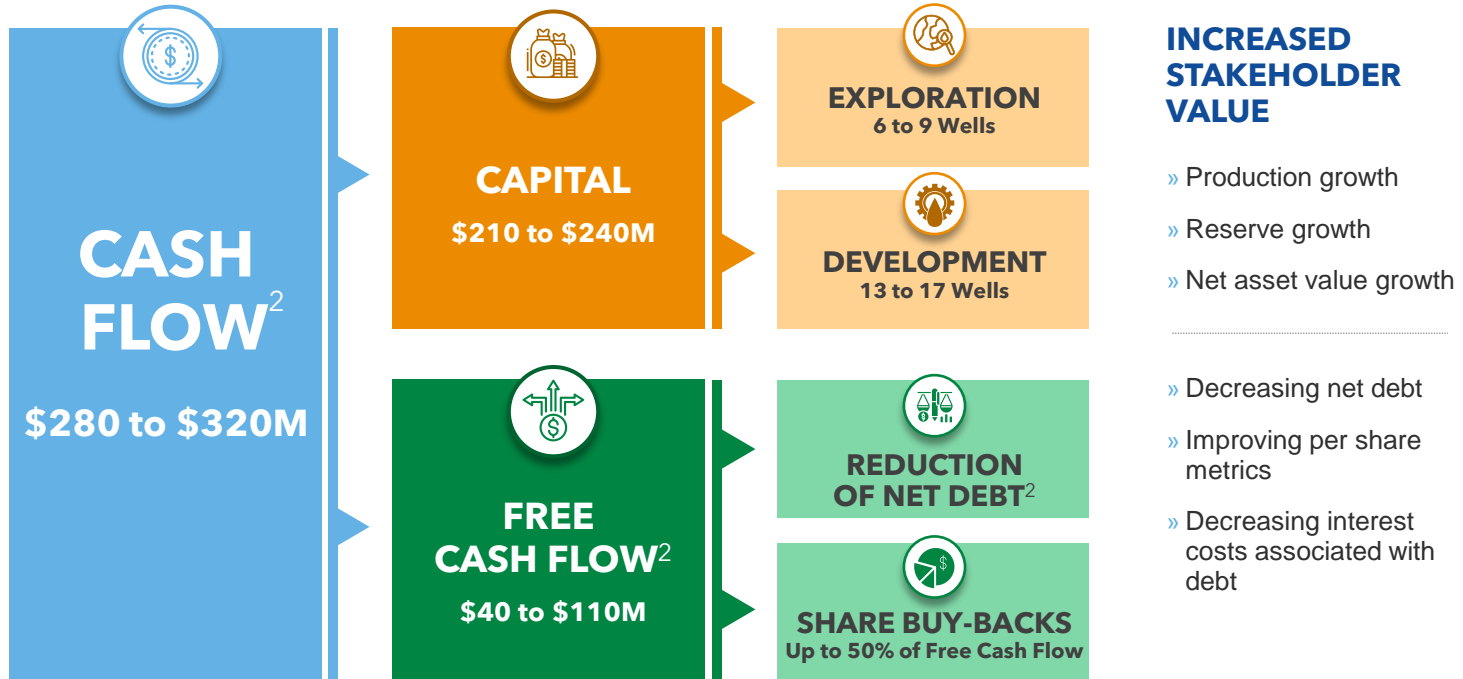 CASH
FLOW2
$280 to $320M
CAPITAL
$210 to $240M
EXPLORATION
6 to 9 Wells
DEVELOPMENT
13 to 17 Wells
FREE
CASH FLOW2
$40 to $110M
REDUCTION
OF NET DEBT2
SHARE BUY-BACKS
Up to 50% of Free Cash Flow
INCREASED
STAKEHOLDER
VALUE
» Production growth
» Reserve growth
» Net asset value growth
» Decreasing net debt
» Improving per share
metrics
» Decreasing interest
costs associated with
debt